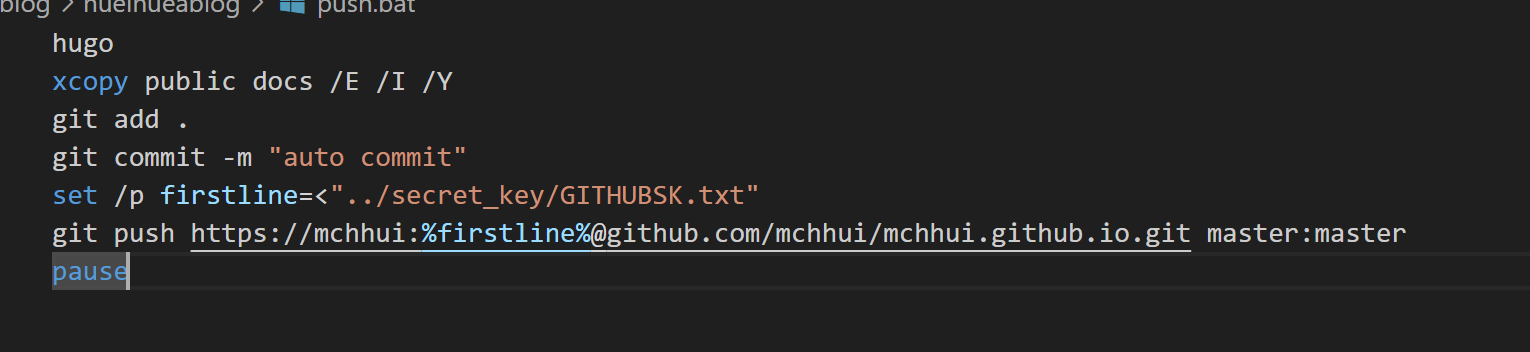 blog > hueihueablog > push.bat
hugo
xcopy public docs /E /I /Y
git add .
git commit -m "auto commit"
set /p firstline=<"../secret_key/GITHUBSK.txt"
git push https://mchhui:%firstline%@github.com/mchhui/mchhui.github.io.git master:master
pause